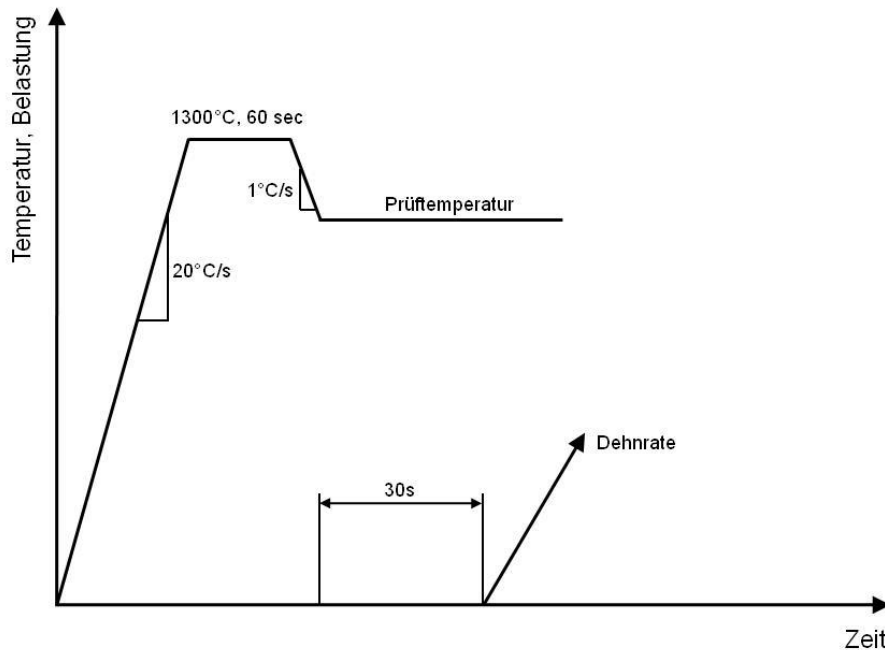 Temperatur, Belastung
1300°C, 60 sec
1°C/s
Prüftemperatur
20°C/s
Dehnrate
30s
Zeit